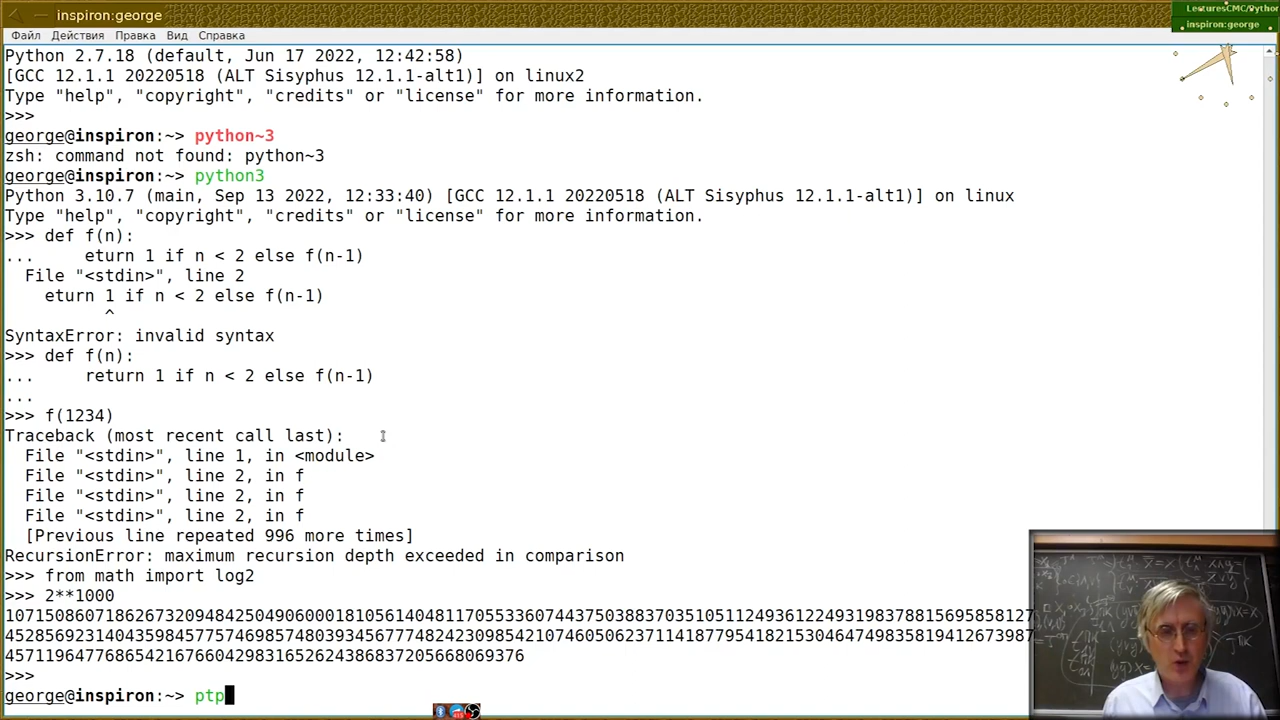 inspiron:george
LecturesCMC/Python
inspiron:george
Файл Действия Правка Вид Справка
Python 2.7.18 (default, Jun 17 2022, 12:42:58)
[GCC 12.1.1 20220518 (ALT Sisyphus 12.1.1-alt1)] on linux2
Type "help", "copyright", "credits" or "license" for more information.
>>>
george@inspiron:~> python~3
zsh: command not found: python~3
george@inspiron:~> python3
Python 3.10.7 (main, Sep 13 2022, 12:33:40) [GCC 12.1.1 20220518 (ALT Sisyphus 12.1.1-alt1)] on linux
Type "help", "copyright", "credits" or "license" for more information.
>>> def f(n):
...     eturn 1 if n < 2 else f(n-1)
  File "<stdin>", line 2
    eturn 1 if n < 2 else f(n-1)
          ^
SyntaxError: invalid syntax
>>> def f(n):
...     return 1 if n < 2 else f(n-1)
...
>>> f(1234)
Traceback (most recent call last):
  File "<stdin>", line 1, in <module>
  File "<stdin>", line 2, in f
  File "<stdin>", line 2, in f
  File "<stdin>", line 2, in f
  [Previous line repeated 996 more times]
RecursionError: maximum recursion depth exceeded in comparison
>>> from math import log2
>>> 2**1000
1071508607186267320948425049060001810561404811705533607443750388370351051124936122493198378815695858127
4528569231404359845775746985748039345677748242309854210746050623711418779541821530464749835819412673987
4571196477686542167660429831652624386837205668069376
>>>
george@inspiron:~> ptp